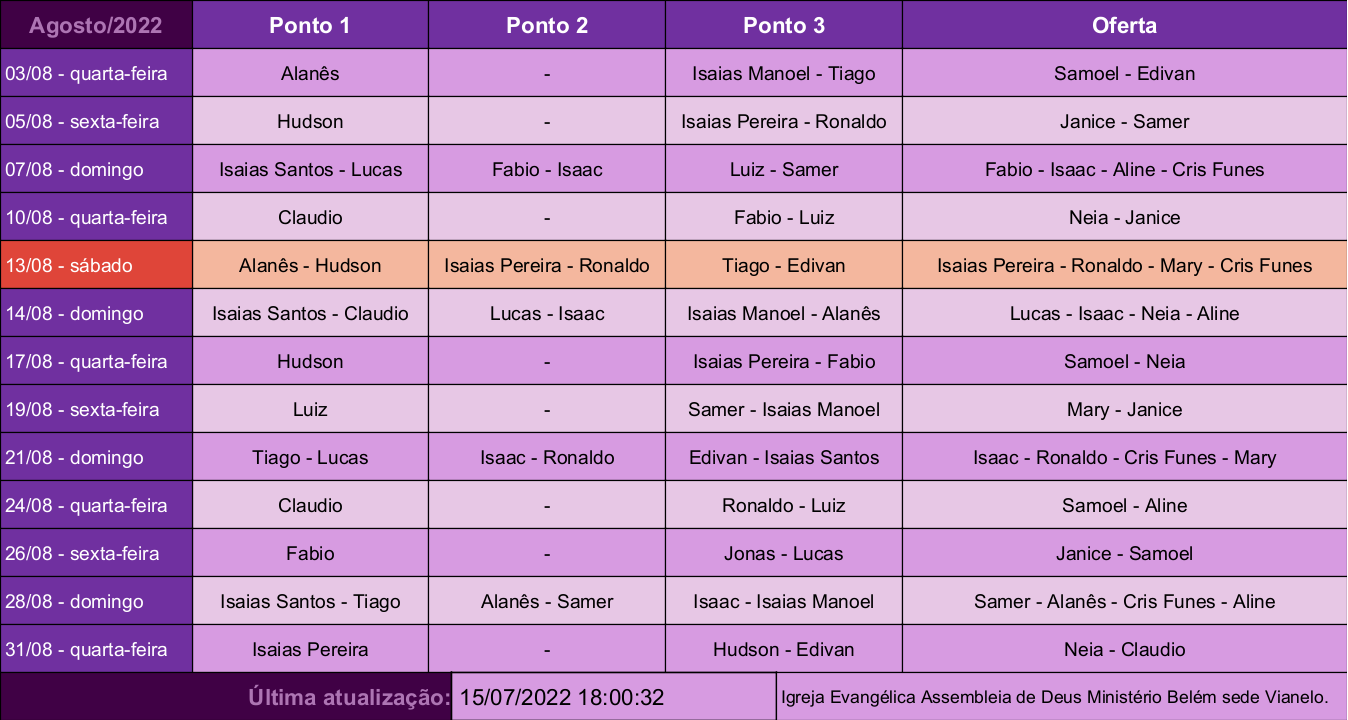 Agosto/2022 Ponto 1 Ponto 2 Ponto 3 Oferta
03/08 - quarta-feira Alanês - Isaias Manoel - Tiago Samoel - Edivan
05/08 - sexta-feira Hudson - Isaias Pereira - Ronaldo Janice - Samer
07/08 - domingo Isaias Santos - Lucas Fabio - Isaac Luiz - Samer Fabio - Isaac - Aline - Cris Funes
10/08 - quarta-feira Claudio - Fabio - Luiz Neia - Janice
13/08 - sábado Alanês - Hudson Isaias Pereira - Ronaldo Tiago - Edivan Isaias Pereira - Ronaldo - Mary - Cris Funes
14/08 - domingo Isaias Santos - Claudio Lucas - Isaac Isaias Manoel - Alanês Lucas - Isaac - Neia - Aline
17/08 - quarta-feira Hudson - Isaias Pereira - Fabio Samoel - Neia
19/08 - sexta-feira Luiz - Samer - Isaias Manoel Mary - Janice
21/08 - domingo Tiago - Lucas Isaac - Ronaldo Edivan - Isaias Santos Isaac - Ronaldo - Cris Funes - Mary
24/08 - quarta-feira Claudio - Ronaldo - Luiz Samoel - Aline
26/08 - sexta-feira Fabio - Jonas - Lucas Janice - Samoel
28/08 - domingo Isaias Santos - Tiago Alanês - Samer Isaac - Isaias Manoel Samer - Alanês - Cris Funes - Aline
31/08 - quarta-feira Isaias Pereira - Hudson - Edivan Neia - Claudio
Última atualização: 15/07/2022 18:00:32 Igreja Evangélica Assembleia de Deus Ministério Belém sede Vianelo.